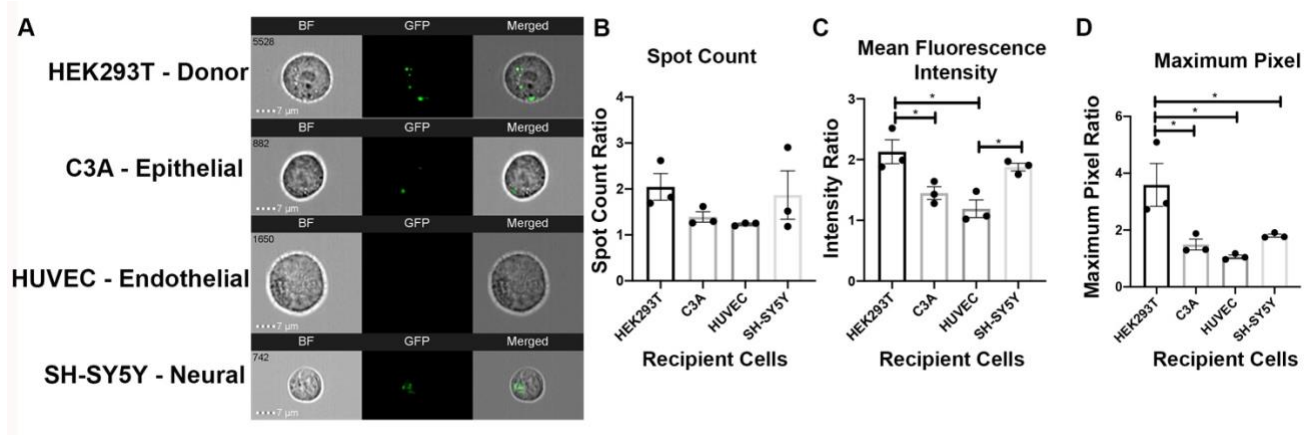 A
BF GFP Merged
HEK293T - Donor
5528
7 µm
BF GFP Merged
C3A - Epithelial
882
7 µm
BF GFP Merged
HUVEC - Endothelial
1650
7 µm
BF GFP Merged
SH-SY5Y - Neural
742
7 µm
B
Spot Count
Spot Count Ratio
4
3
2
1
0
HEK293T
C3A
HUVEC
SH-SY5Y
Recipient Cells
C
Mean Fluorescence
Intensity
Intensity Ratio
3
2
1
0
* * *
HEK293T
C3A
HUVEC
SH-SY5Y
Recipient Cells
D
Maximum Pixel
Maximum Pixel Ratio
6
4
2
0
* * *
HEK293T
C3A
HUVEC
SH-SY5Y
Recipient Cells